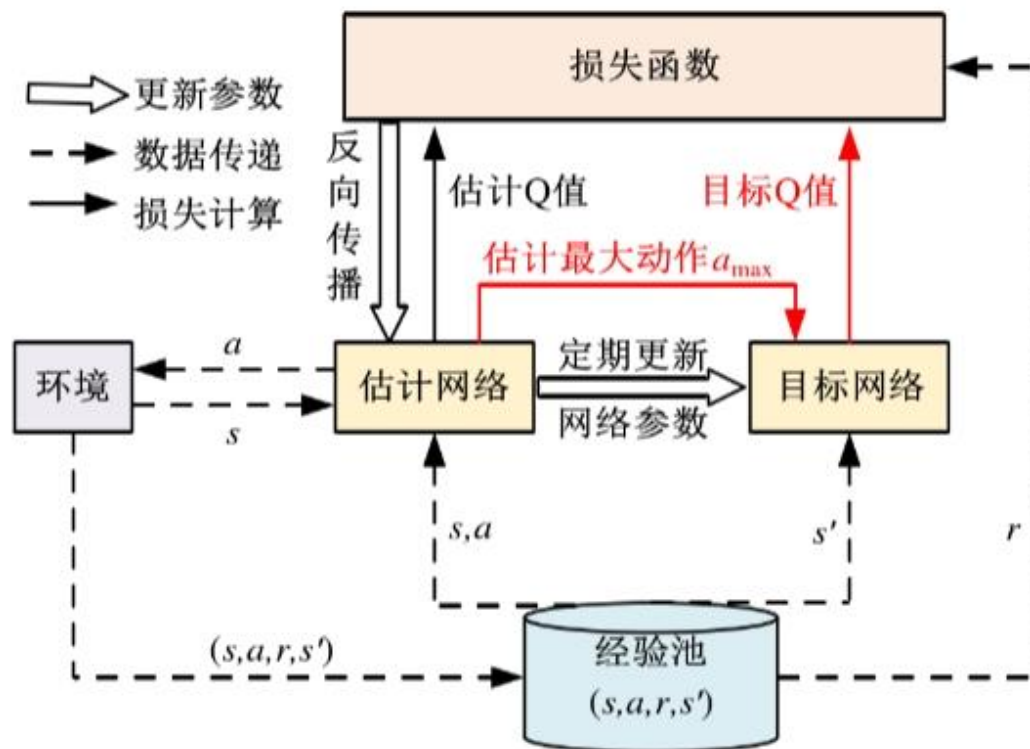 损失函数
更新参数
数据传递
损失计算
反向传播
估计Q值
目标Q值
估计最大动作a_max
环境
a
s
估计网络
定期更新
网络参数
目标网络
s,a
s'
r
(s,a,r,s')
经验池
(s,a,r,s')